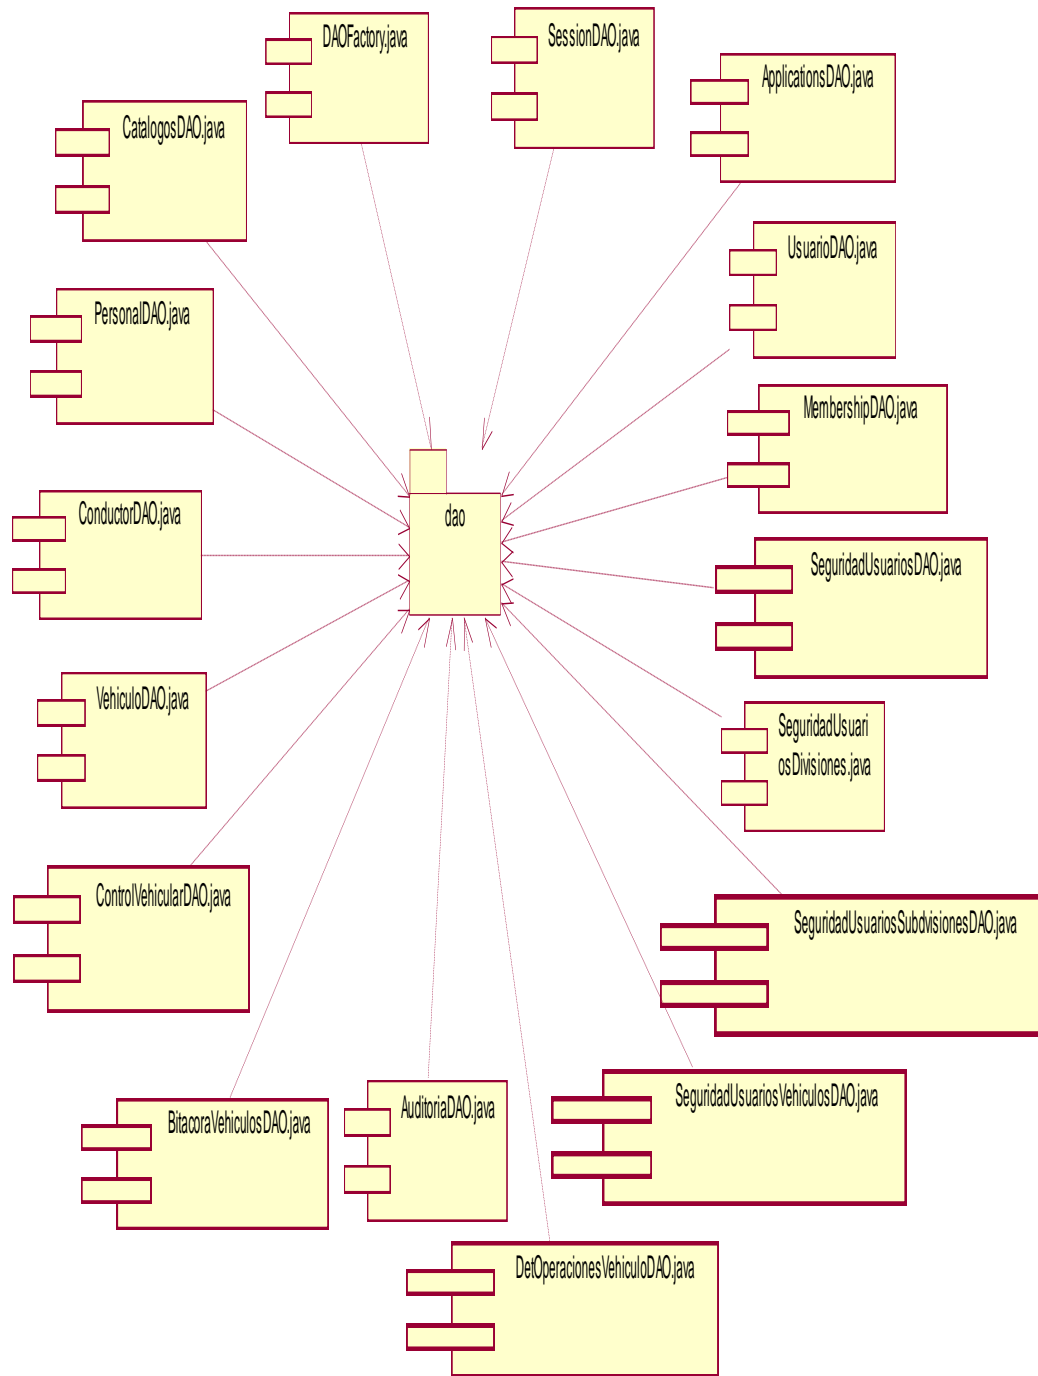 DAOFactory.java
SessionDAO.java
ApplicationsDAO.java
CatalogosDAO.java
UsuarioDAO.java
PersonalDAO.java
MembershipDAO.java
ConductorDAO.java
dao
SeguridadUsuariosDAO.java
VehiculoDAO.java
SeguridadUsuari
osDivisiones.java
ControlVehicularDAO.java
SeguridadUsuariosSubdvisionesDAO.java
BitacoraVehiculosDAO.java
AuditoriaDAO.java
SeguridadUsuariosVehiculosDAO.java
DetOperacionesVehiculoDAO.java